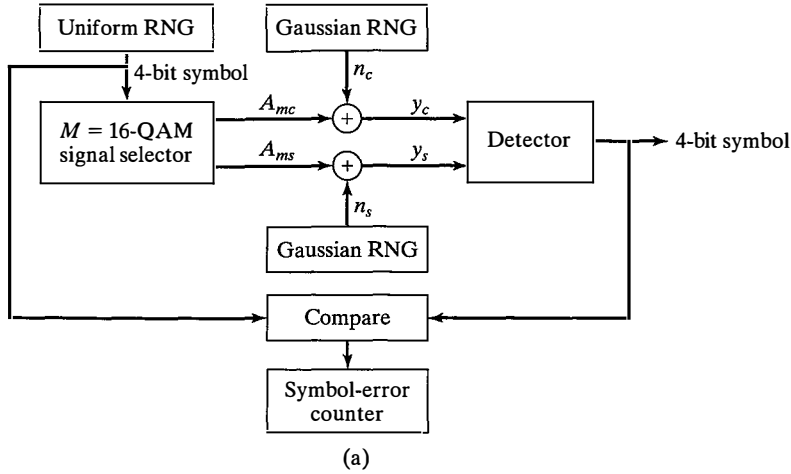 Uniform RNG
Gaussian RNG
4-bit symbol
n_c
M = 16-QAM
signal selector
A_mc
+
y_c
A_ms
+
y_s
Detector
4-bit symbol
n_s
Gaussian RNG
Compare
Symbol-error
counter
(a)